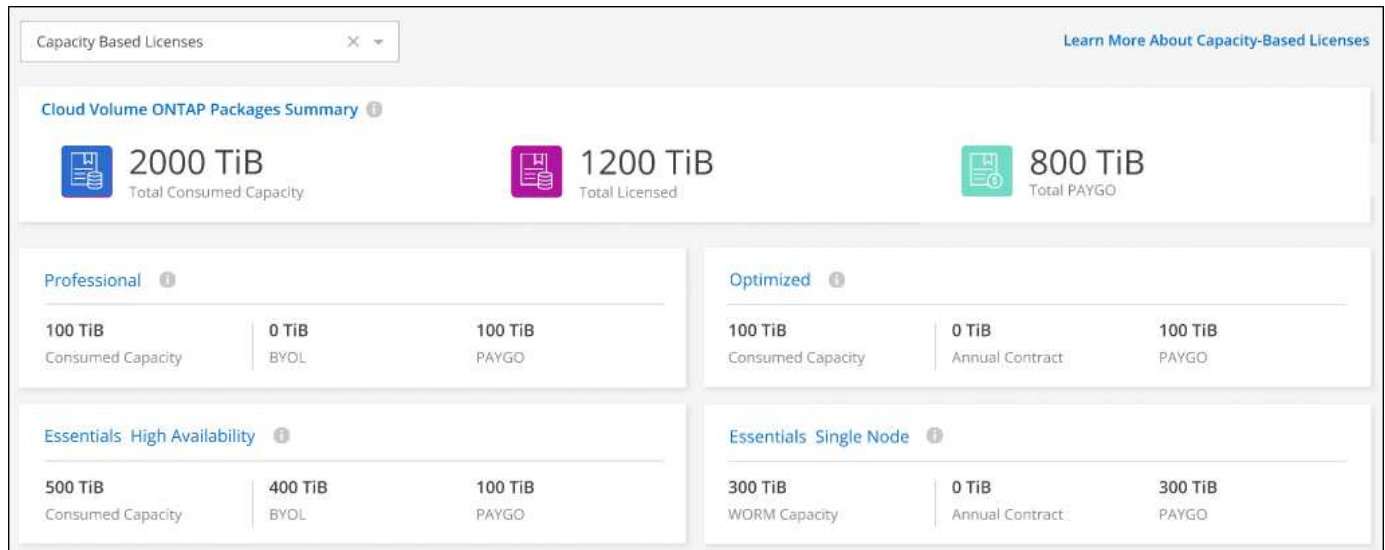 Capacity Based Licenses
Learn More About Capacity-Based Licenses
Cloud Volume ONTAP Packages Summary
2000 TiB
Total Consumed Capacity
1200 TiB
Total Licensed
800 TiB
Total PAYGO
Professional
100 TiB
Consumed Capacity
0 TiB
BYOL
100 TiB
PAYGO
Optimized
100 TiB
Consumed Capacity
0 TiB
Annual Contract
100 TiB
PAYGO
Essentials High Availability
500 TiB
Consumed Capacity
400 TiB
BYOL
100 TiB
PAYGO
Essentials Single Node
300 TiB
WORM Capacity
0 TiB
Annual Contract
300 TiB
PAYGO